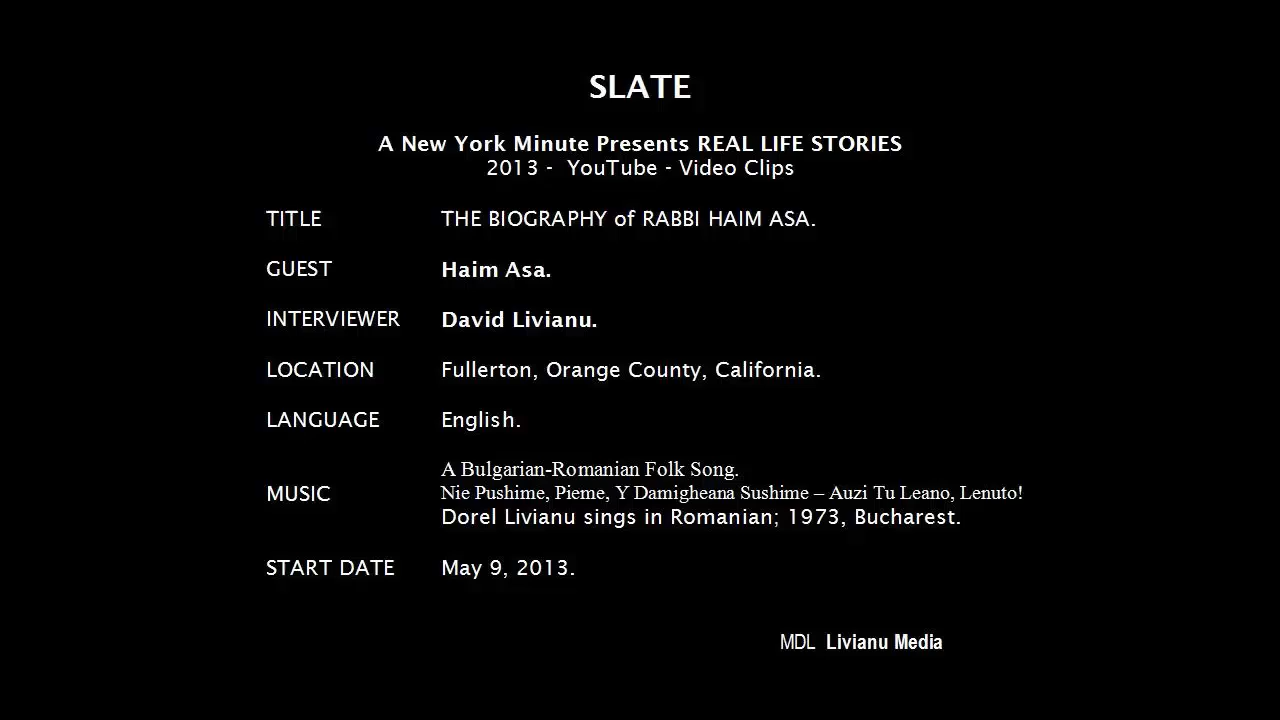 SLATE
A New York Minute Presents REAL LIFE STORIES
2013 - YouTube - Video Clips
TITLE THE BIOGRAPHY of RABBI HAIM ASA.
GUEST Haim Asa.
INTERVIEWER David Livianu.
LOCATION Fullerton, Orange County, California.
LANGUAGE English.
A Bulgarian-Romanian Folk Song.
MUSIC Nie Pushime, Pieme, Y Damigheana Sushime – Auzi Tu Leano, Lenuto!
Dorel Livianu sings in Romanian; 1973, Bucharest.
START DATE May 9, 2013.
MDL Livianu Media